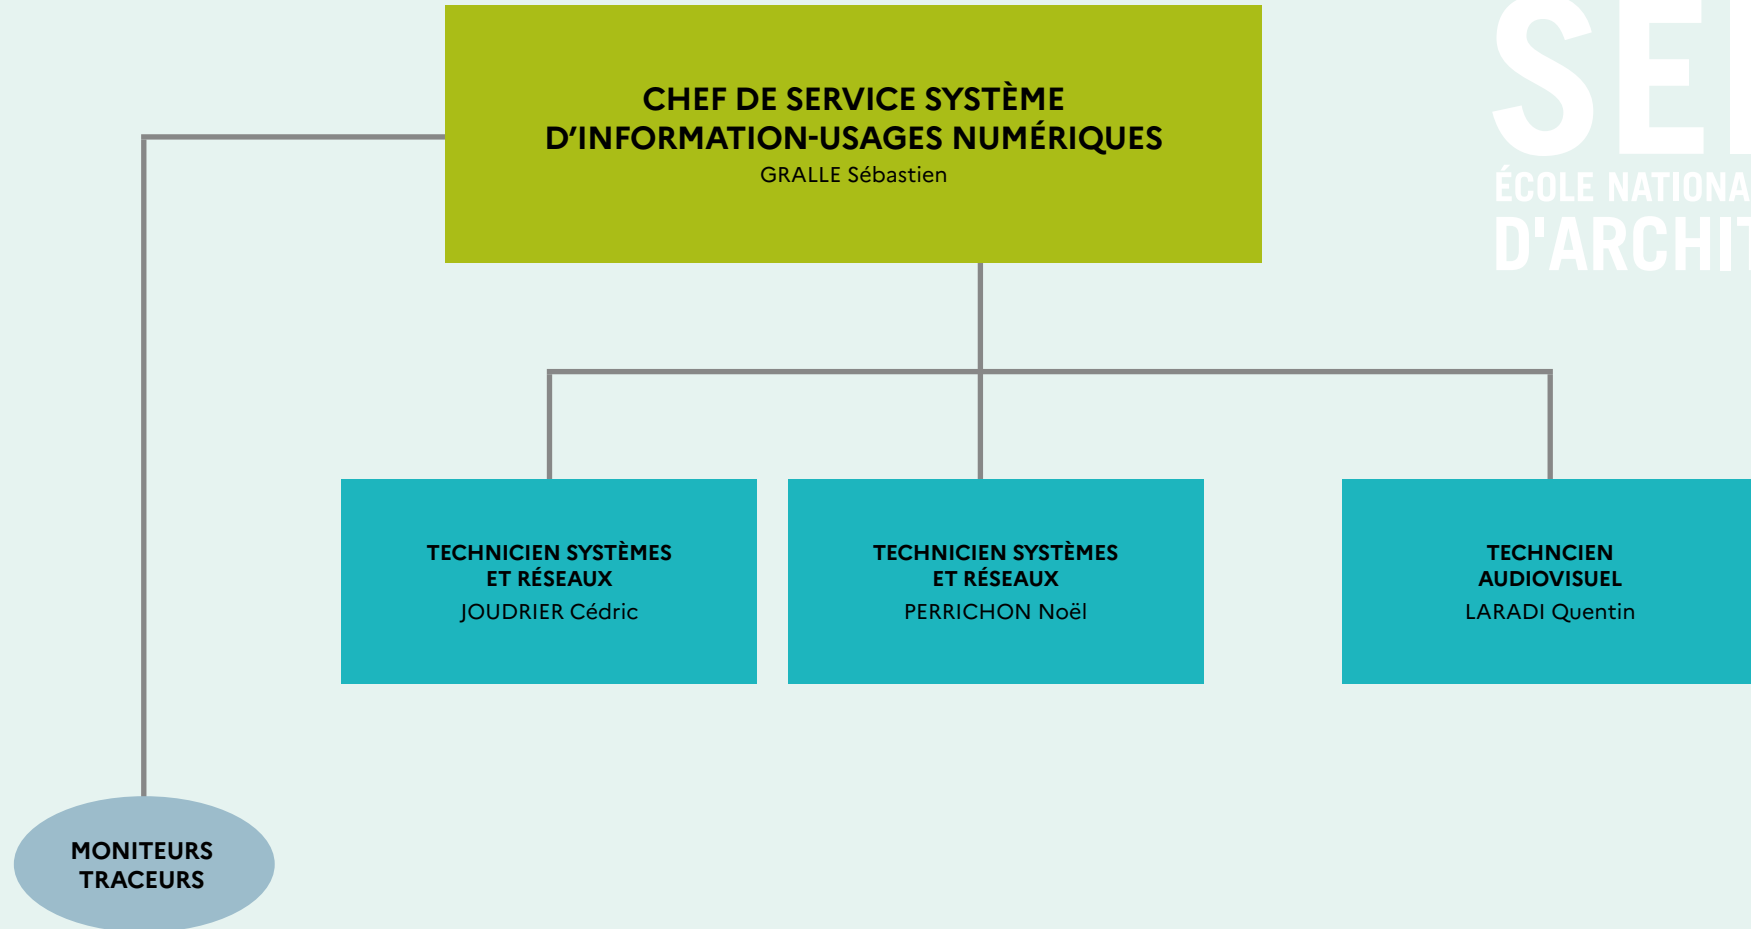 CHEF DE SERVICE SYSTÈME
D’INFORMATION-USAGES NUMÉRIQUES
GRALLE Sébastien
ÉCOLE NATIONA
D'ARCHIT
TECHNICIEN SYSTÈMES
ET RÉSEAUX
JOUDRIER Cédric
TECHNICIEN SYSTÈMES
ET RÉSEAUX
PERRICHON Noël
TECHNCIEN
AUDIOVISUEL
LARADI Quentin
MONITEURS
TRACEURS